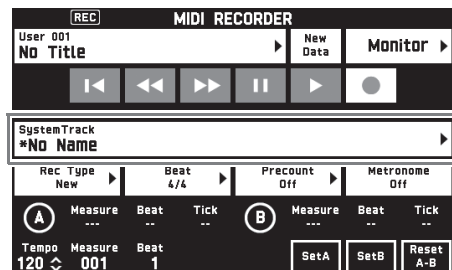 REC MIDI RECORDER
User 001
No Title
New
Data
Monitor
SystemTrack
*No Name
Rec Type
New
Beat
4/4
Precount
Off
Metronome
Off
A Measure Beat Tick B Measure Beat Tick
--- -- -- --- -- --
Tempo Measure Beat
120 001 1
SetA SetB Reset
A-B